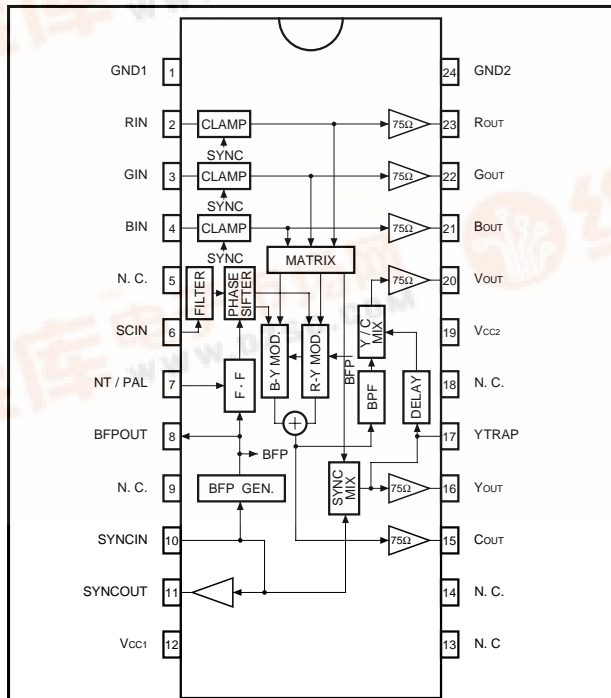 GND1
1
24
GND2
RIN
2
CLAMP
75Ω
23
ROUT
SYNC
GIN
3
CLAMP
75Ω
22
GOUT
SYNC
BIN
4
CLAMP
75Ω
21
BOUT
SYNC
MATRIX
N. C.
5
FILTER
PHASE
SIFTER
75Ω
20
VOUT
SCIN
6
B-Y MOD.
R-Y MOD.
BFP
Y / C
MIX
19
VCC2
NT / PAL
7
F . F
BPF
DELAY
18
N. C.
BFPOUT
8
BFP
17
YTRAP
N. C.
9
BFP GEN.
SYNC
MIX
75Ω
16
YOUT
SYNCIN
10
75Ω
15
COUT
SYNCOUT
11
14
N. C.
VCC1
12
13
N. C